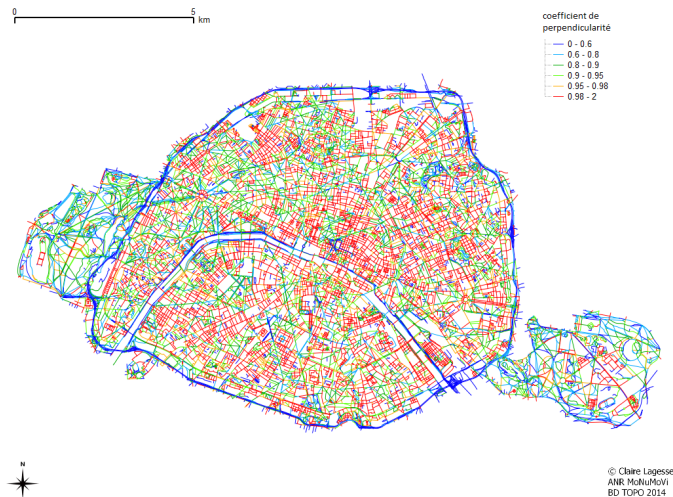 0 5
km
coefficient de
perpendicularité
0 - 0.6
0.6 - 0.8
0.8 - 0.9
0.9 - 0.95
0.95 - 0.98
0.98 - 2
N
© Claire Lagesse
ANR MoNuMoVi
BD TOPO 2014